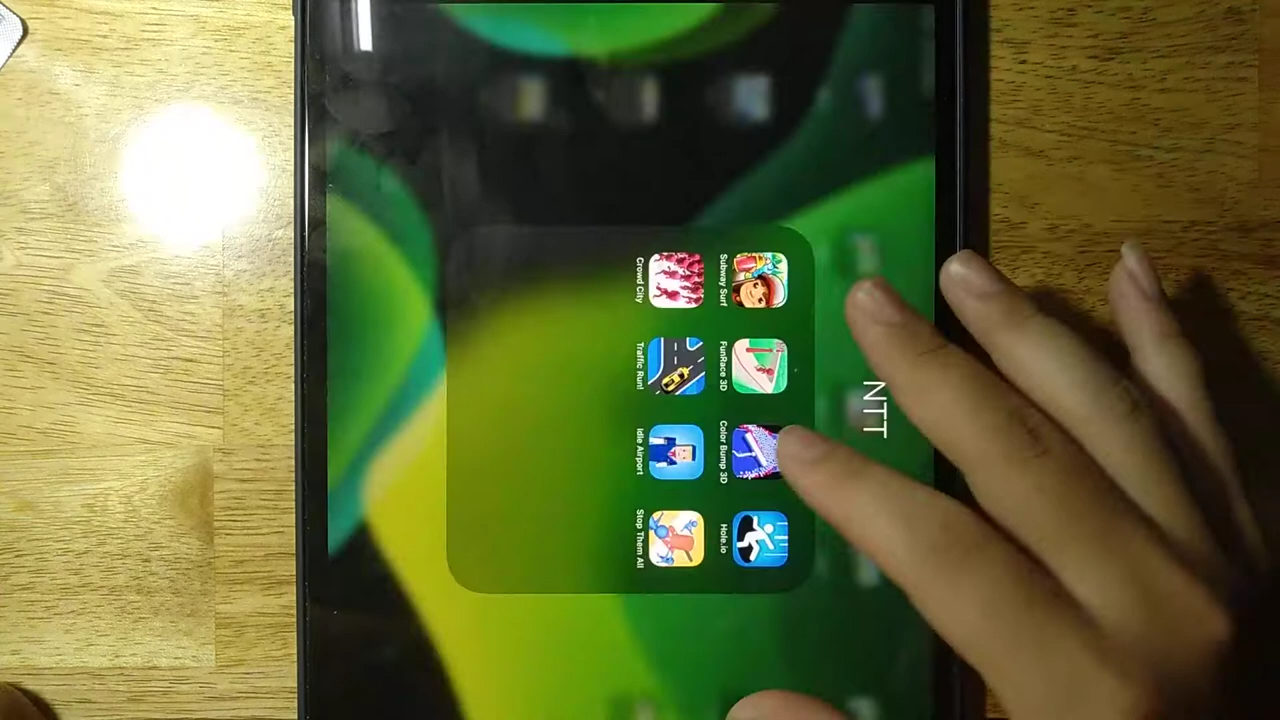 NTT
Subway Surf
FunRace 3D
Color Bump 3D
Hole.io
Crowd City
Traffic Run!
Idle Airport
Stop Them All